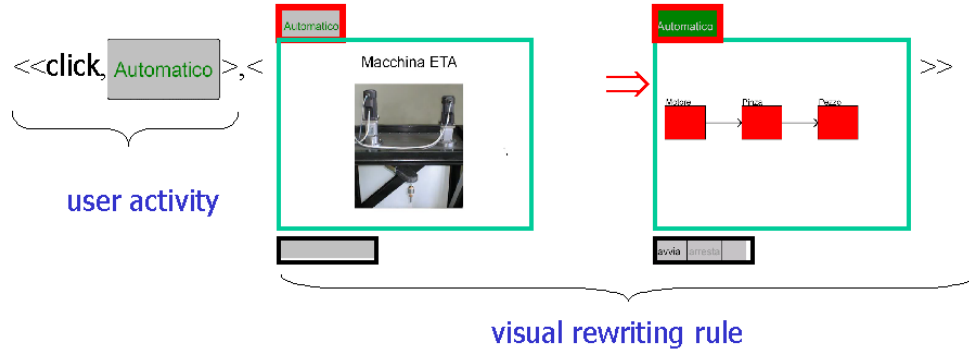 Automatico
Automatico
<<click, Automatico >,<
Macchina ETA
⇒
>>
Motore Pinza Pezzo
user activity
avvia arresta
visual rewriting rule